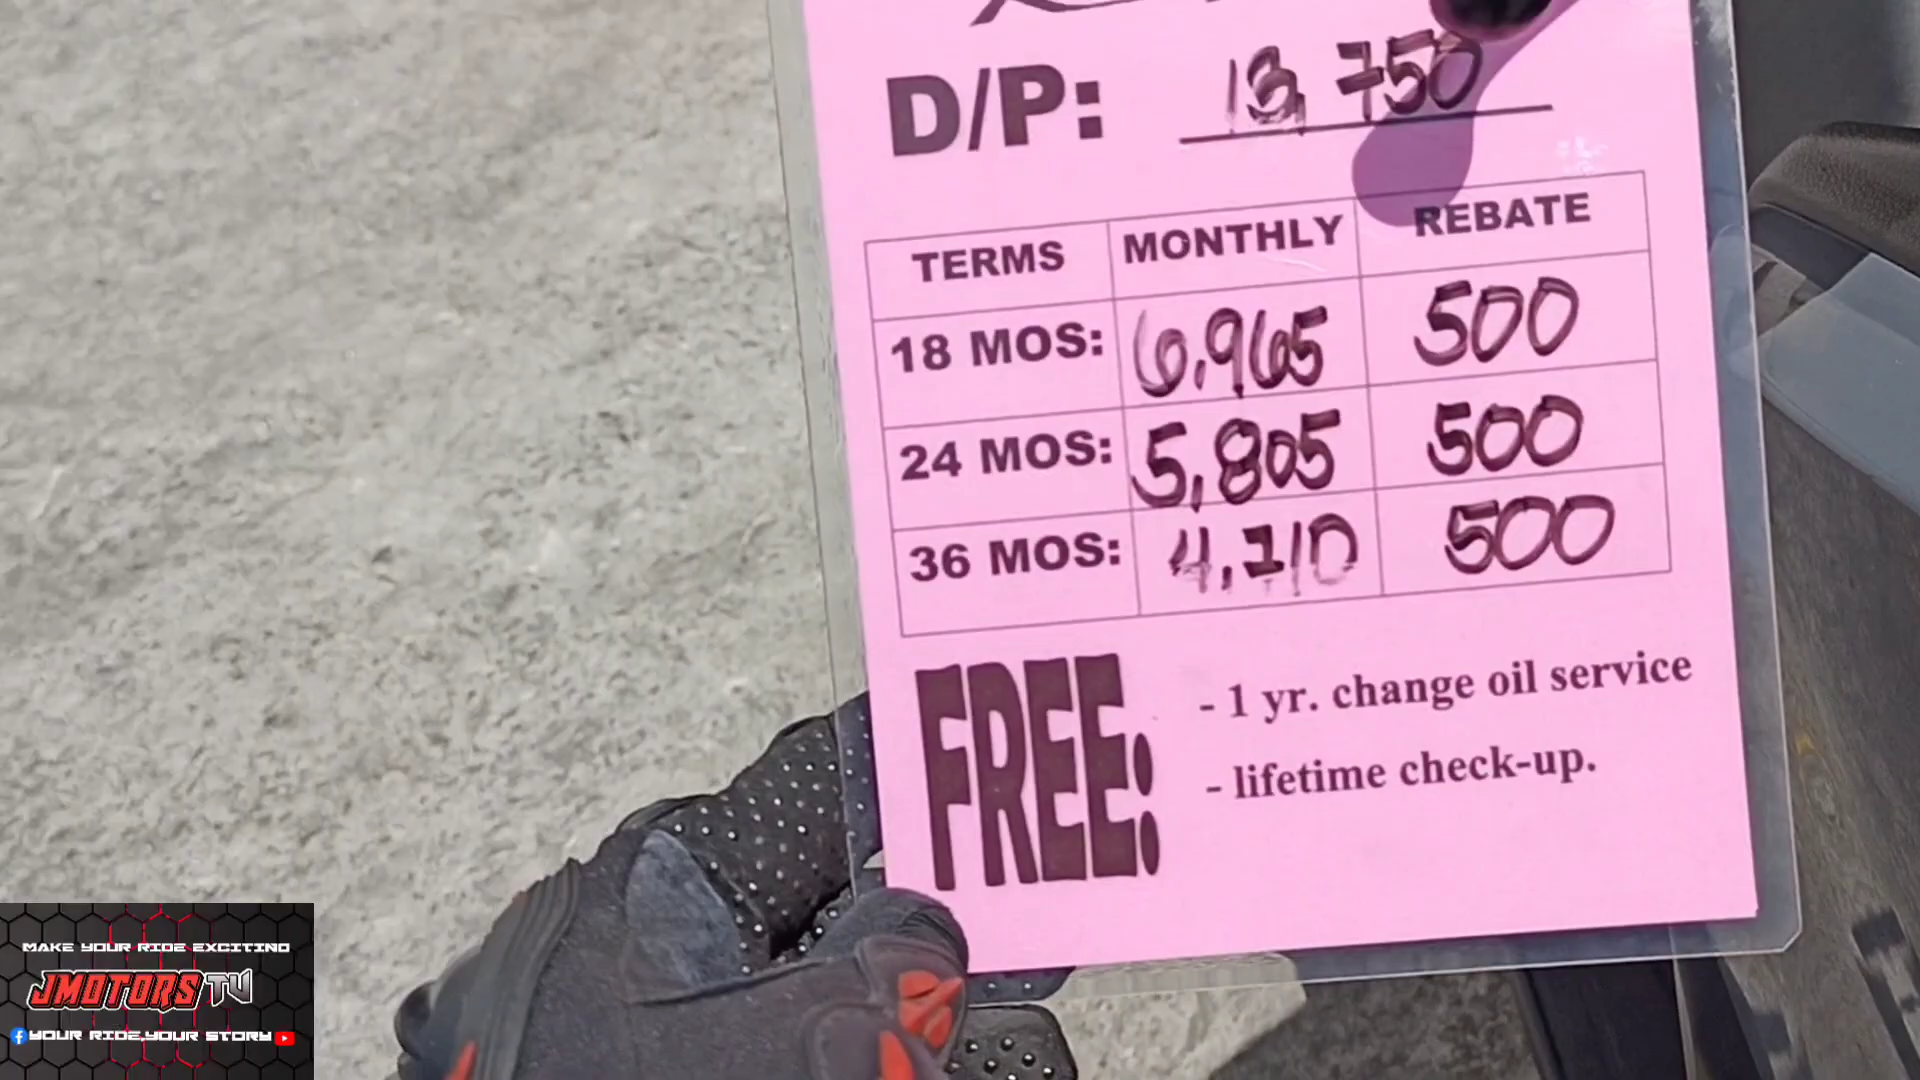 D/P: 13,750
TERMS MONTHLY REBATE
18 MOS: 6,965 500
24 MOS: 5,805 500
36 MOS: 4,710 500
FREE: - 1 yr. change oil service
- lifetime check-up.
MAKE YOUR RIDE EXCITING
JMOTORS TV
YOUR RIDE,YOUR STORY